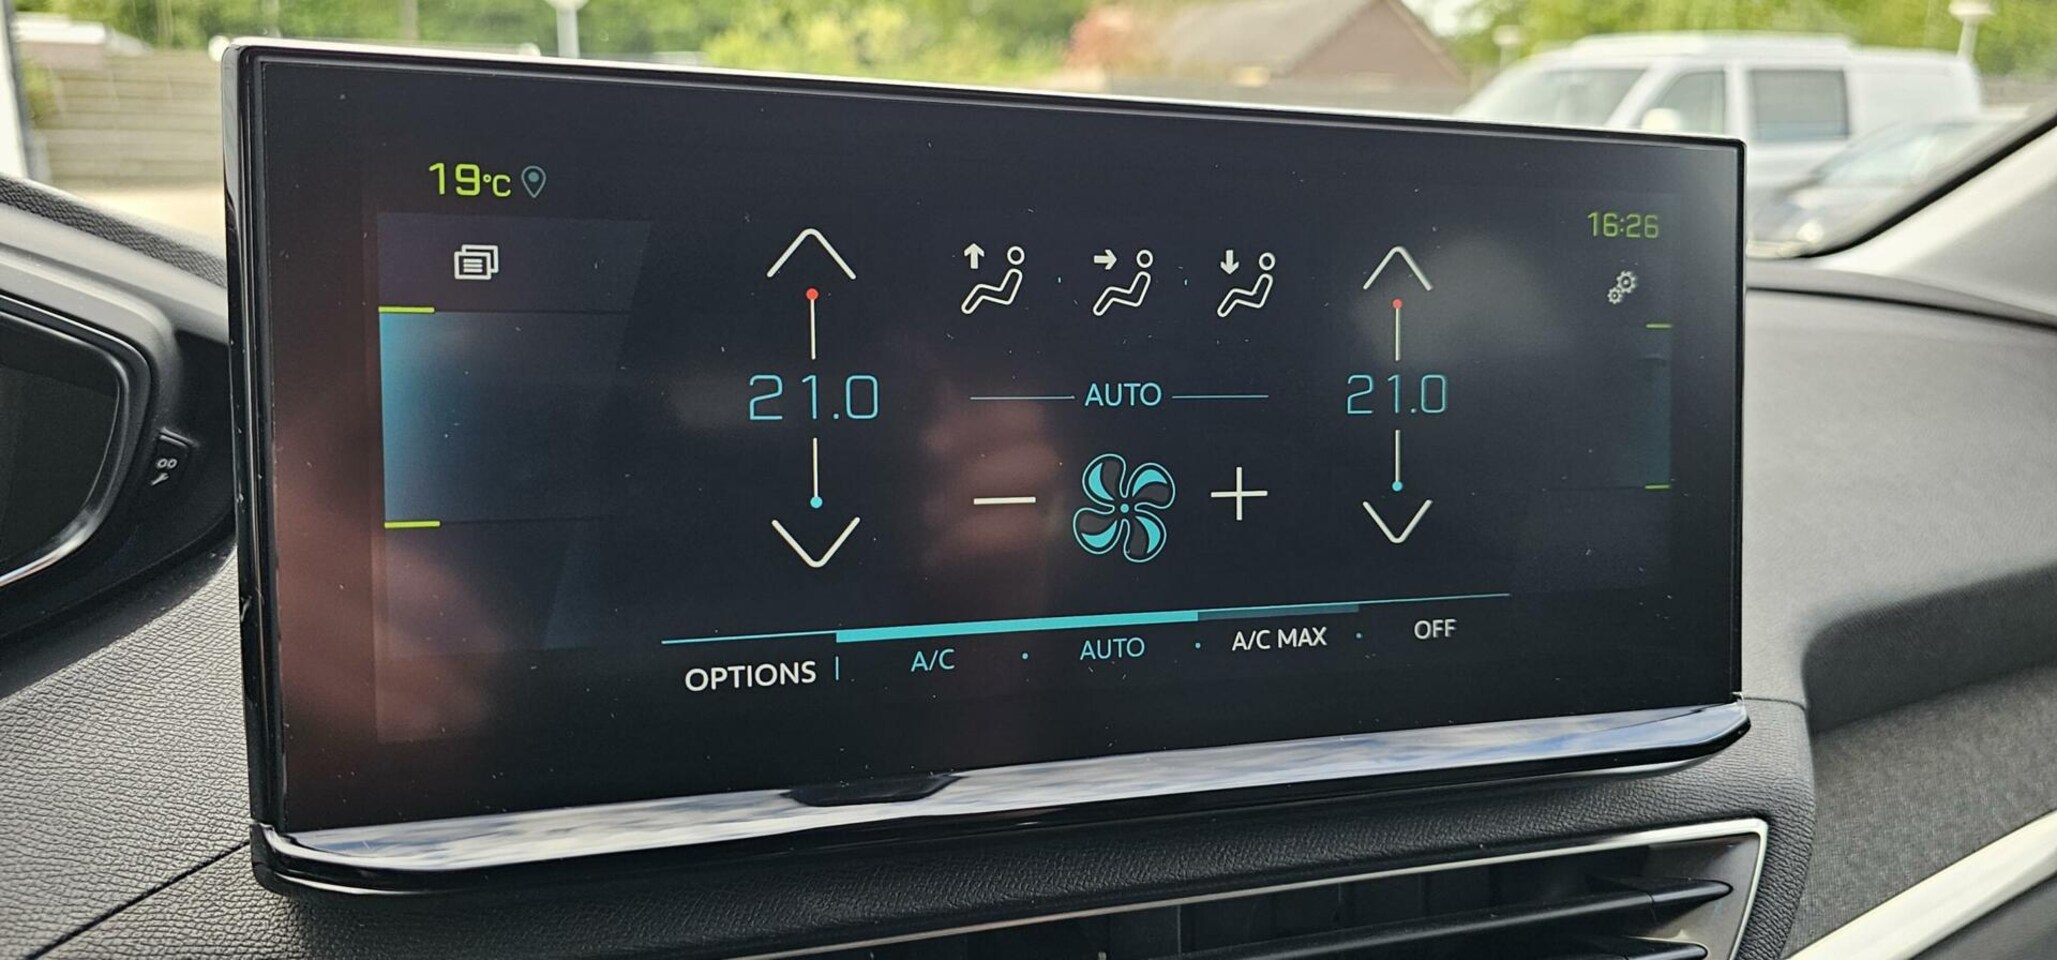 19°C
16:26
21.0
AUTO
21.0
OPTIONS
A/C
AUTO
A/C MAX
OFF